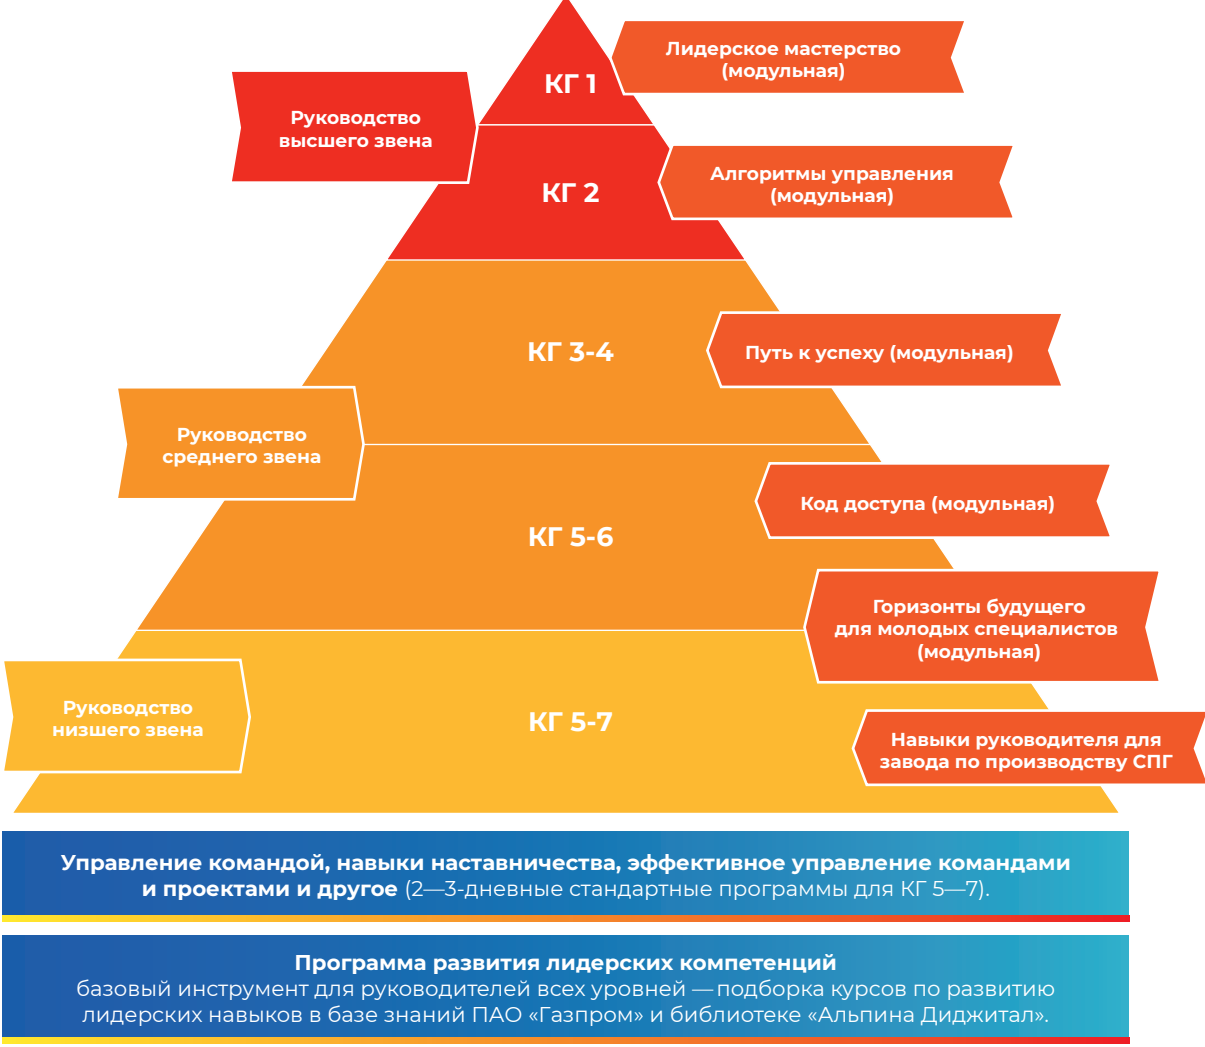 КГ 1
Лидерское мастерство
(модульная)
Руководство
высшего звена
КГ 2
Алгоритмы управления
(модульная)
КГ 3-4
Путь к успеху (модульная)
Руководство
среднего звена
КГ 5-6
Код доступа (модульная)
Горизонты будущего
для молодых специалистов
(модульная)
Руководство
низшего звена
КГ 5-7
Навыки руководителя для
завода по производству СПГ
Управление командой, навыки наставничества, эффективное управление командами
и проектами и другое (2—3-дневные стандартные программы для КГ 5—7).
Программа развития лидерских компетенций
базовый инструмент для руководителей всех уровней — подборка курсов по развитию
лидерских навыков в базе знаний ПАО «Газпром» и библиотеке «Альпина Диджитал».